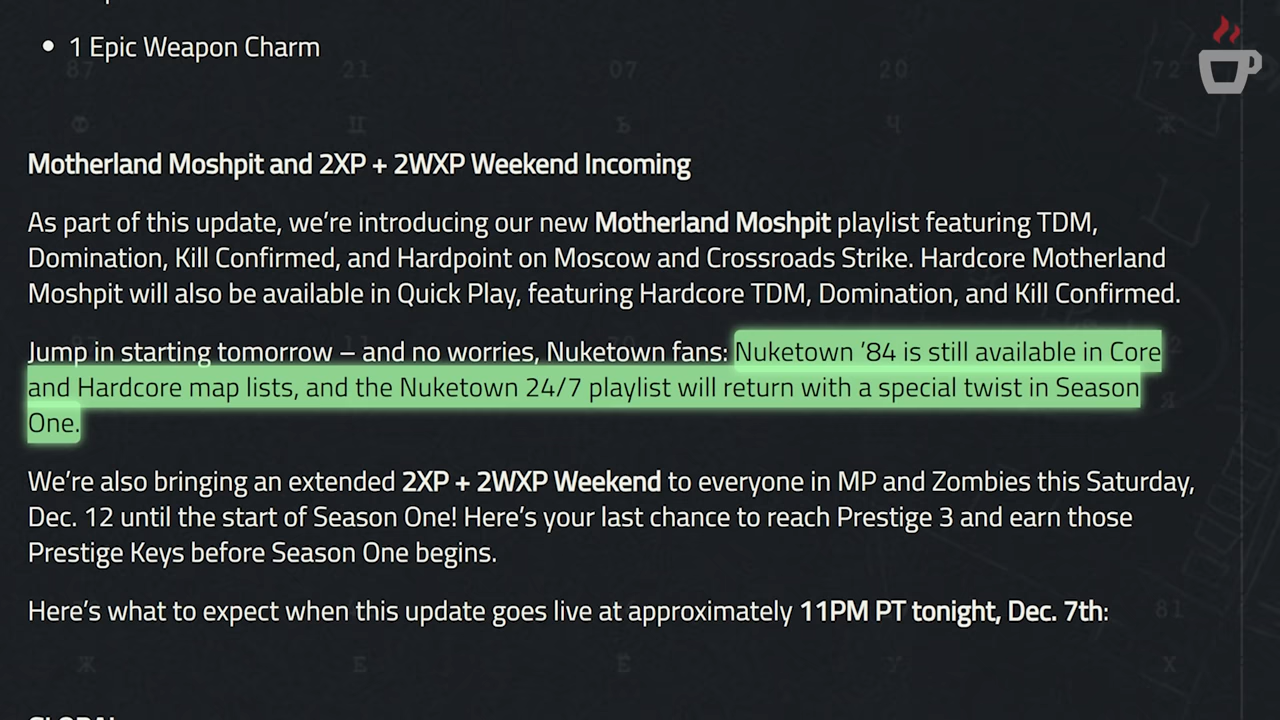 1 Epic Weapon Charm
87 21 07 20 72
Ф Ц Ъ Ч Ж
Motherland Moshpit and 2XP + 2WXP Weekend Incoming
As part of this update, we’re introducing our new Motherland Moshpit playlist featuring TDM,
Domination, Kill Confirmed, and Hardpoint on Moscow and Crossroads Strike. Hardcore Motherland
Moshpit will also be available in Quick Play, featuring Hardcore TDM, Domination, and Kill Confirmed.
Jump in starting tomorrow – and no worries, Nuketown fans: Nuketown ’84 is still available in Core
and Hardcore map lists, and the Nuketown 24/7 playlist will return with a special twist in Season
One.
We’re also bringing an extended 2XP + 2WXP Weekend to everyone in MP and Zombies this Saturday,
Dec. 12 until the start of Season One! Here’s your last chance to reach Prestige 3 and earn those
Prestige Keys before Season One begins.
Here’s what to expect when this update goes live at approximately 11PM PT tonight, Dec. 7th:
81
Ж Е Ё У Х
GLOBAL